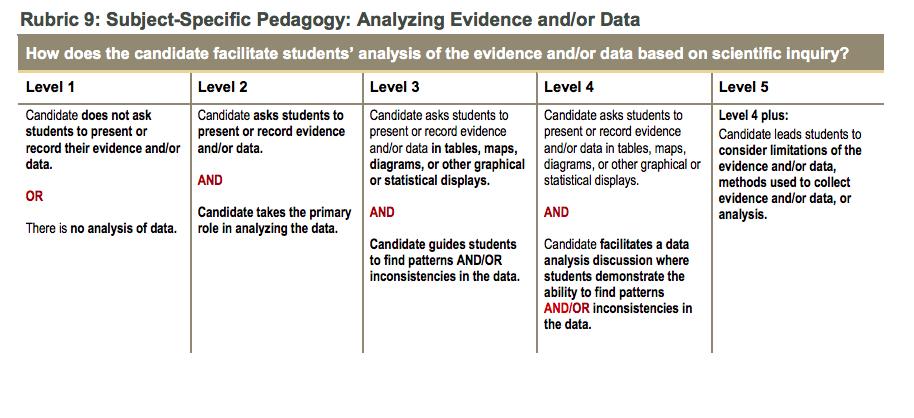 Rubric 9: Subject-Specific Pedagogy: Analyzing Evidence and/or Data
How does the candidate facilitate students' analysis of the evidence and/or data based on scientific inquiry?
Level 1
Candidate does not ask
students to present or
record their evidence and/or
data.
OR
There is no analysis of data.
Level 2
Candidate asks students to
present or record evidence
and/or data.
AND
Candidate takes the primary
role in analyzing the data.
Level 3
Candidate asks students to
present or record evidence
and/or data in tables, maps,
diagrams, or other graphical
or statistical displays.
AND
Candidate guides students
to find patterns AND/OR
inconsistencies in the data.
Level 4
Candidate asks students to
present or record evidence
and/or data in tables, maps,
diagrams, or other graphical or
statistical displays.
AND
Candidate facilitates a data
analysis discussion where
students demonstrate the
ability to find patterns
AND/OR inconsistencies in
the data.
Level 5
Level 4 plus:
Candidate leads students to
consider limitations of the
evidence and/or data,
methods used to collect
evidence and/or data, or
analysis.